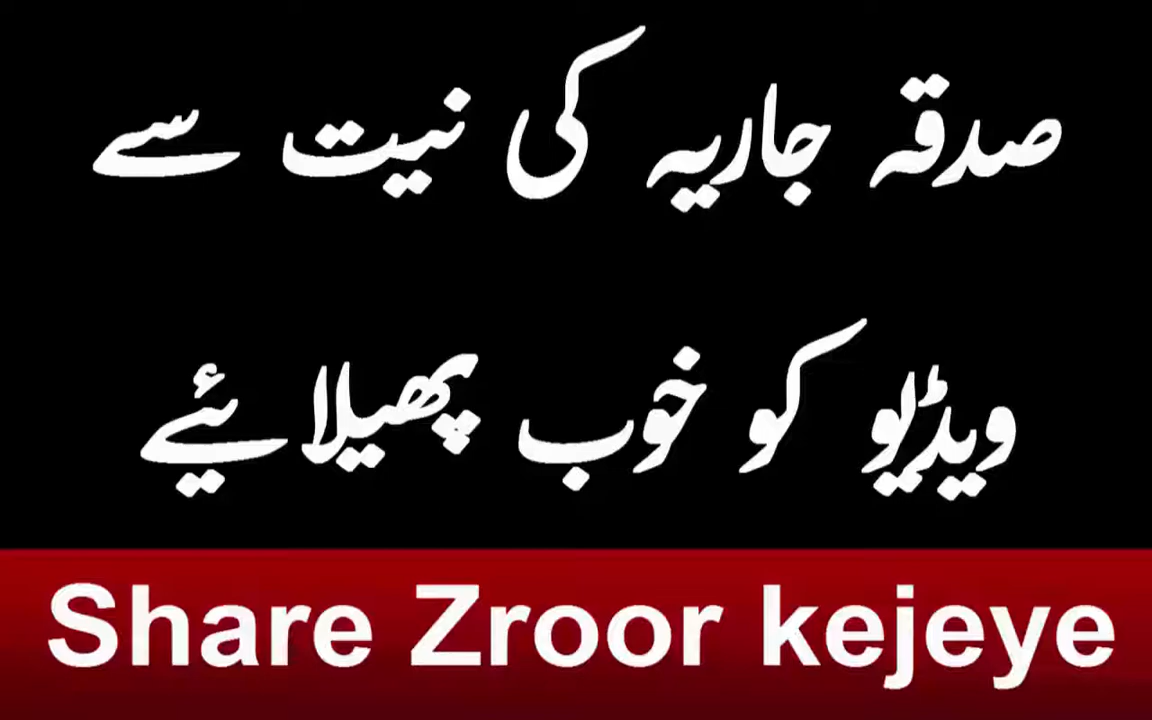 صدقہ جاریہ کی نیت سے
ویڈیو کو خوب پھیلائیے
Share Zroor kejeye